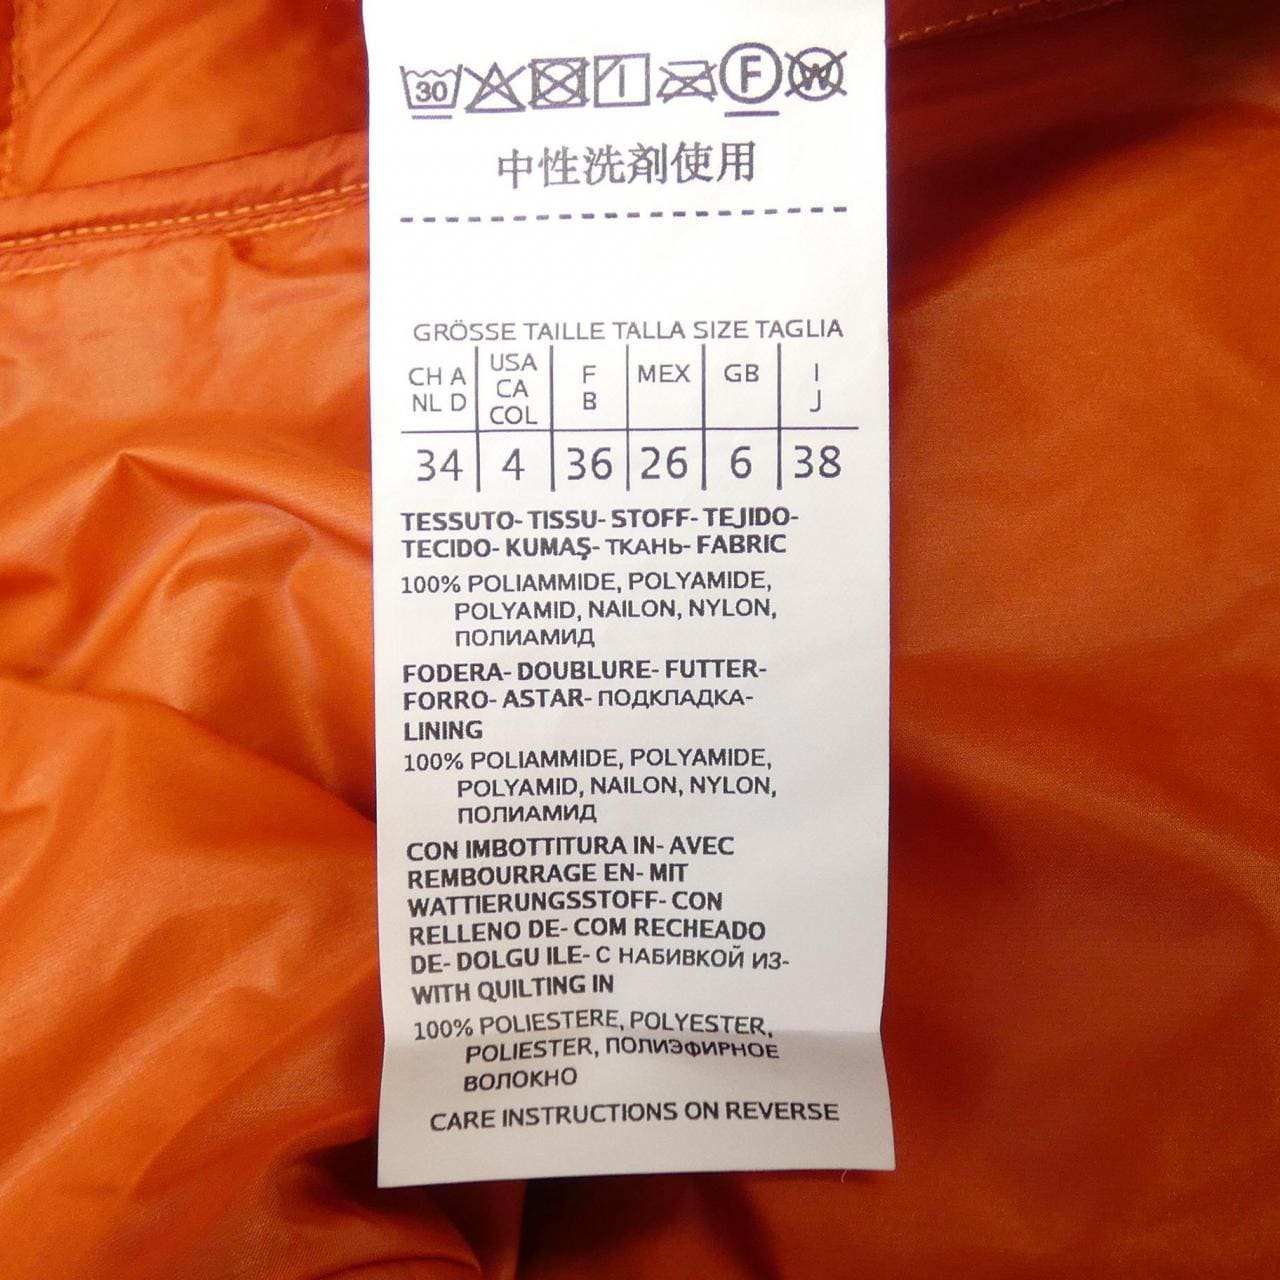 30 F W
中性洗剤使用
GRÖSSE TAILLE TALLA SIZE TAGLIA
CH A NL D | USA CA COL | F B | MEX | GB | I J
34 | 4 | 36 | 26 | 6 | 38
TESSUTO- TISSU- STOFF- TEJIDO-
TECIDO- KUMAŞ- ТКАНЬ- FABRIC
100% POLIAMMIDE, POLYAMIDE,
POLYAMID, NAILON, NYLON,
ПОЛИАМИД
FODERA- DOUBLURE- FUTTER-
FORRO- ASTAR- ПОДКЛАДКА-
LINING
100% POLIAMMIDE, POLYAMIDE,
POLYAMID, NAILON, NYLON,
ПОЛИАМИД
CON IMBOTTITURA IN- AVEC
REMBOURRAGE EN- MIT
WATTIERUNGSSTOFF- CON
RELLENO DE- COM RECHEADO
DE- DOLGU ILE- С НАБИВКОЙ ИЗ-
WITH QUILTING IN
100% POLIESTERE, POLYESTER,
POLIESTER, ПОЛИЭФИРНОЕ
ВОЛОКНО
CARE INSTRUCTIONS ON REVERSE